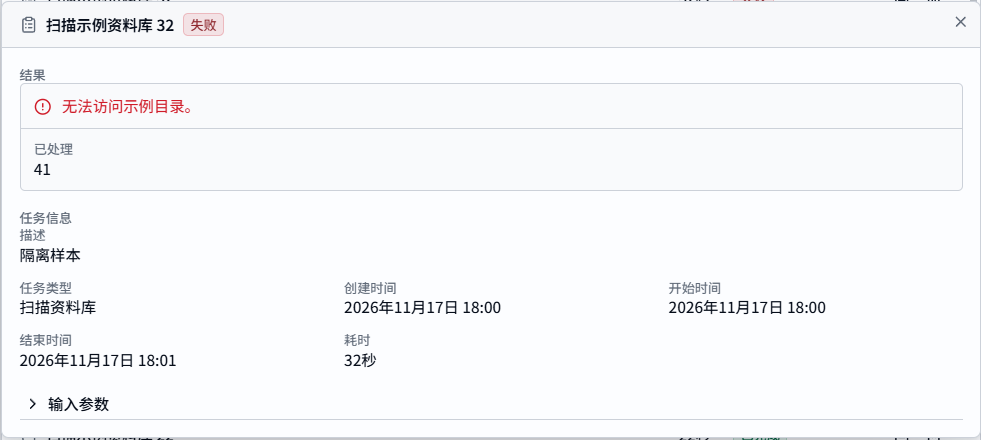 扫描示例资料库 32 失败
结果
无法访问示例目录。
已处理
41
任务信息
描述
隔离样本
任务类型 创建时间 开始时间
扫描资料库 2026年11月17日 18:00 2026年11月17日 18:00
结束时间 耗时
2026年11月17日 18:01 32秒
输入参数